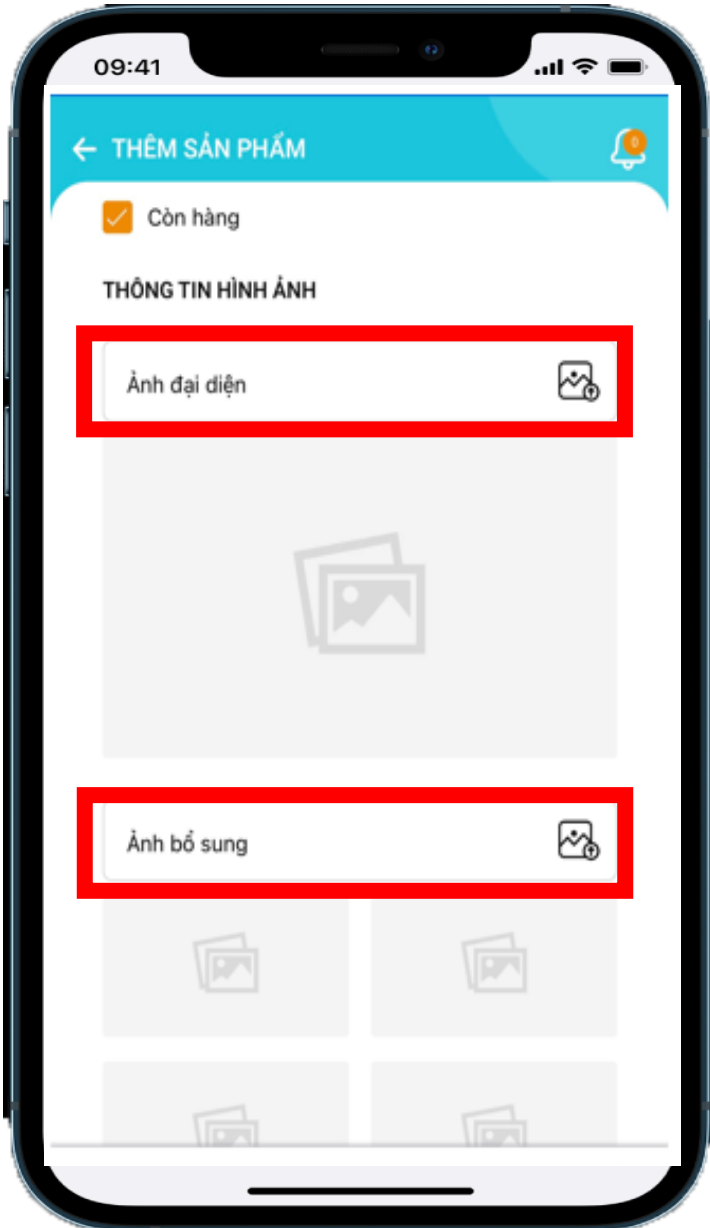 09:41
THÊM SẢN PHẨM
0
Còn hàng
THÔNG TIN HÌNH ẢNH
Ảnh đại diện
Ảnh bổ sung